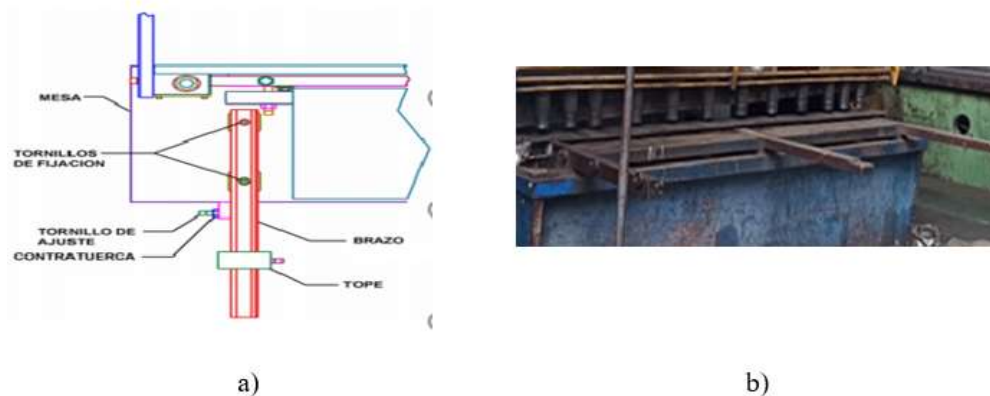 MESA
TORNILLOS
DE FIJACION
TORNILLO DE
AJUSTE
CONTRATUERCA
BRAZO
TOPE
a)
b)